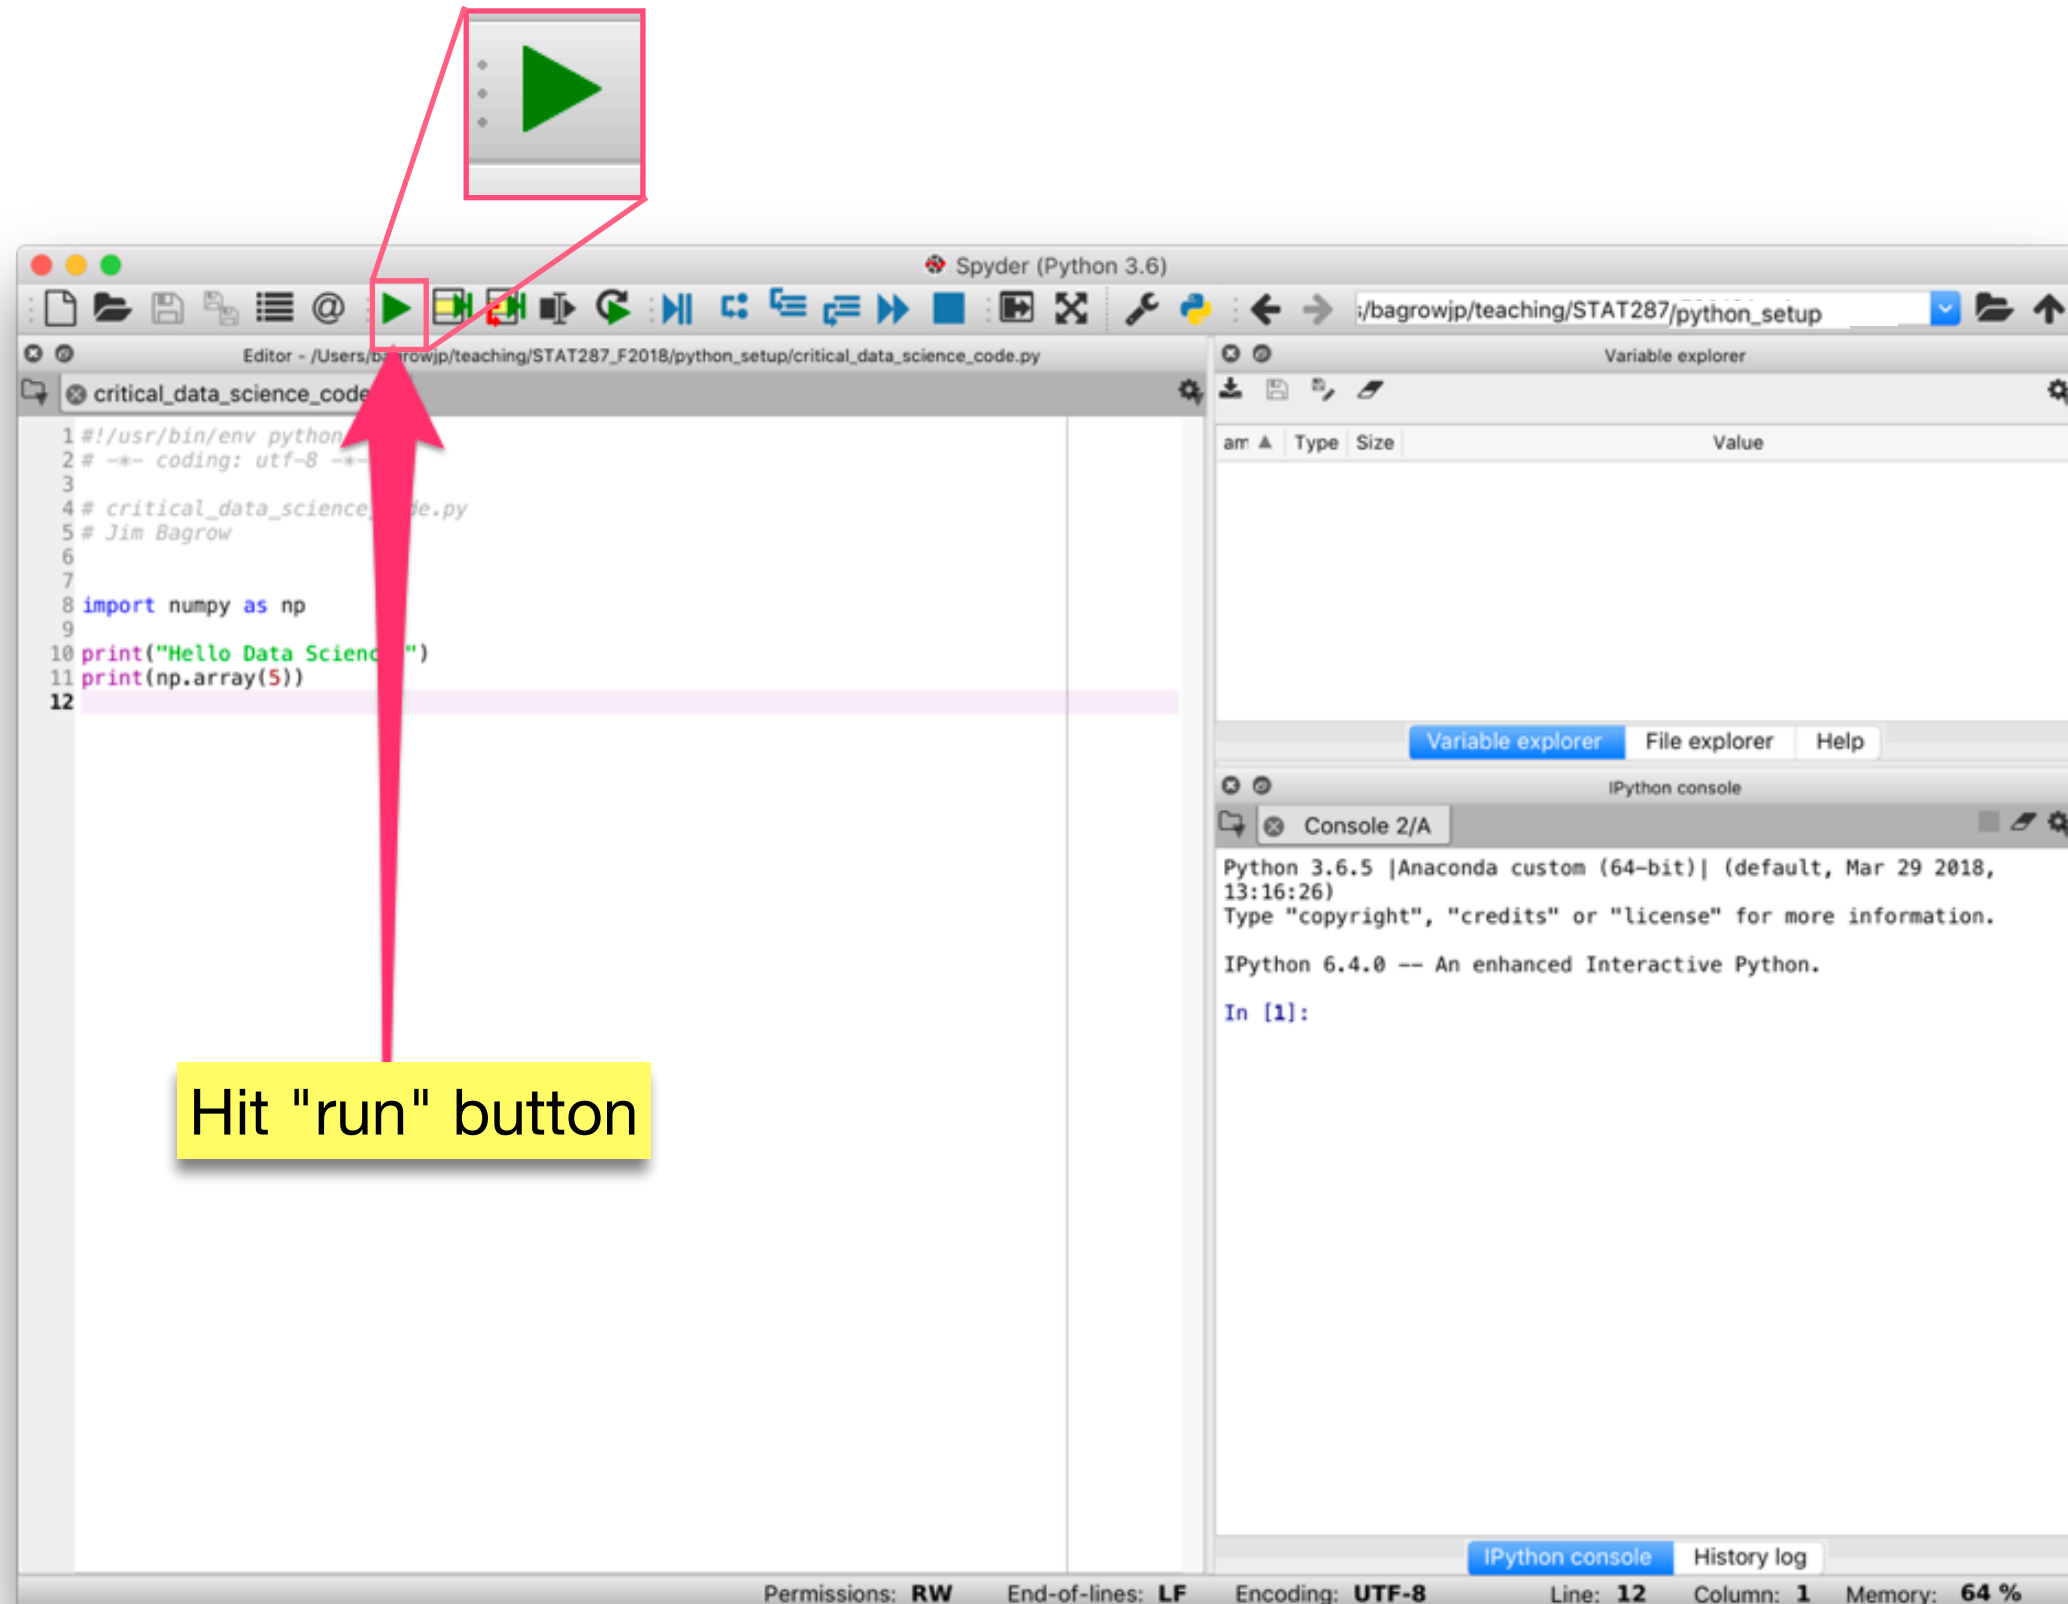 Spyder (Python 3.6)
:/bagrowjp/teaching/STAT287/python_setup
Editor - /Users/bagrowjp/teaching/STAT287_F2018/python_setup/critical_data_science_code.py
critical_data_science_code
1 #!/usr/bin/env python
2 # -*- coding: utf-8 -*-
3
4 # critical_data_science de.py
5 # Jim Bagrow
6
7
8 import numpy as np
9
10 print("Hello Data Scienc ")
11 print(np.array(5))
12
Hit "run" button
Variable explorer
am ▲ Type Size Value
Variable explorer File explorer Help
IPython console
Console 2/A
Python 3.6.5 |Anaconda custom (64-bit)| (default, Mar 29 2018,
13:16:26)
Type "copyright", "credits" or "license" for more information.
IPython 6.4.0 -- An enhanced Interactive Python.
In [1]:
IPython console History log
Permissions: RW End-of-lines: LF Encoding: UTF-8 Line: 12 Column: 1 Memory: 64 %